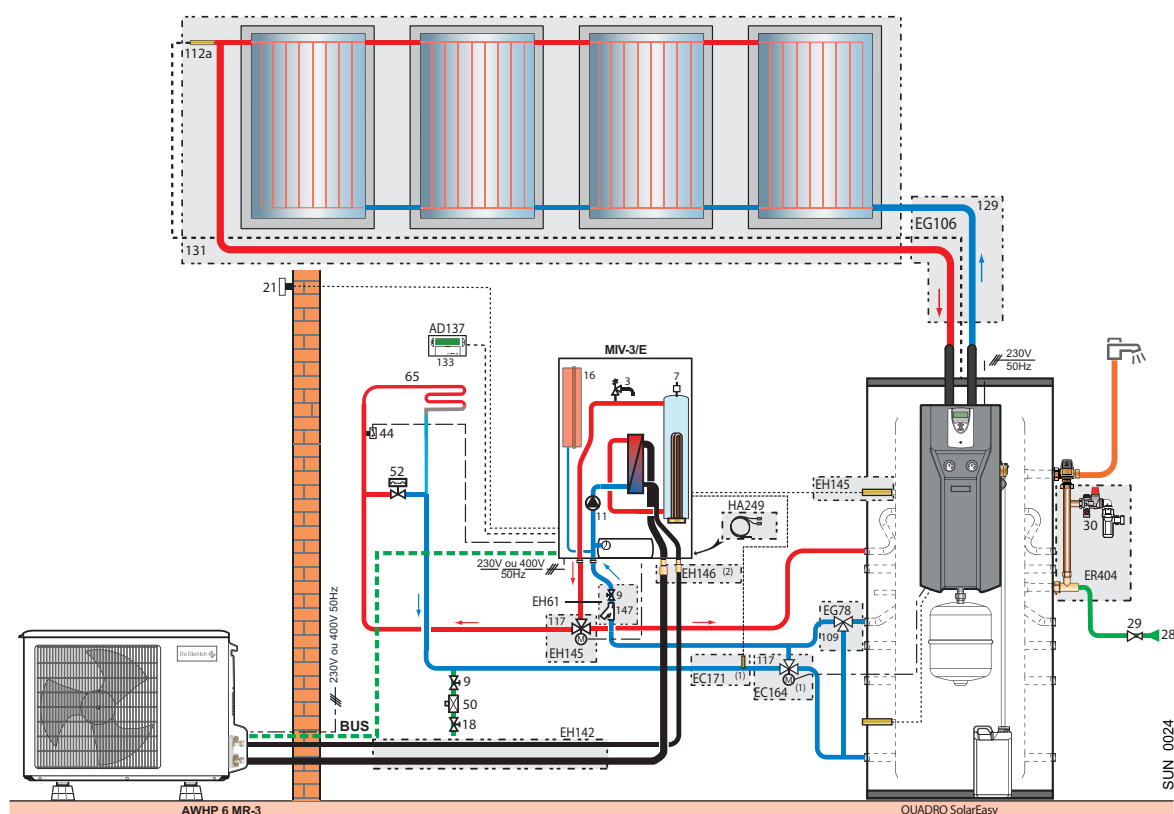 112a
129
EG106
131
21
AD137
133
MIV-3/E
230V
50Hz
65
16
3
7
44
52
EH145
HA249
11
30
230V ou 400V
50Hz
EH146 (2)
ER404
EH61
9
147
EG78
117
109
29
28
EH145
117
EC171 (1)
EC164 (1)
230V ou 400V 50Hz
De Dietrich
9
50
BUS
18
EH142
SUN 0024
AWHP 6 MR-3
QUADRO SolarEasy
M
M